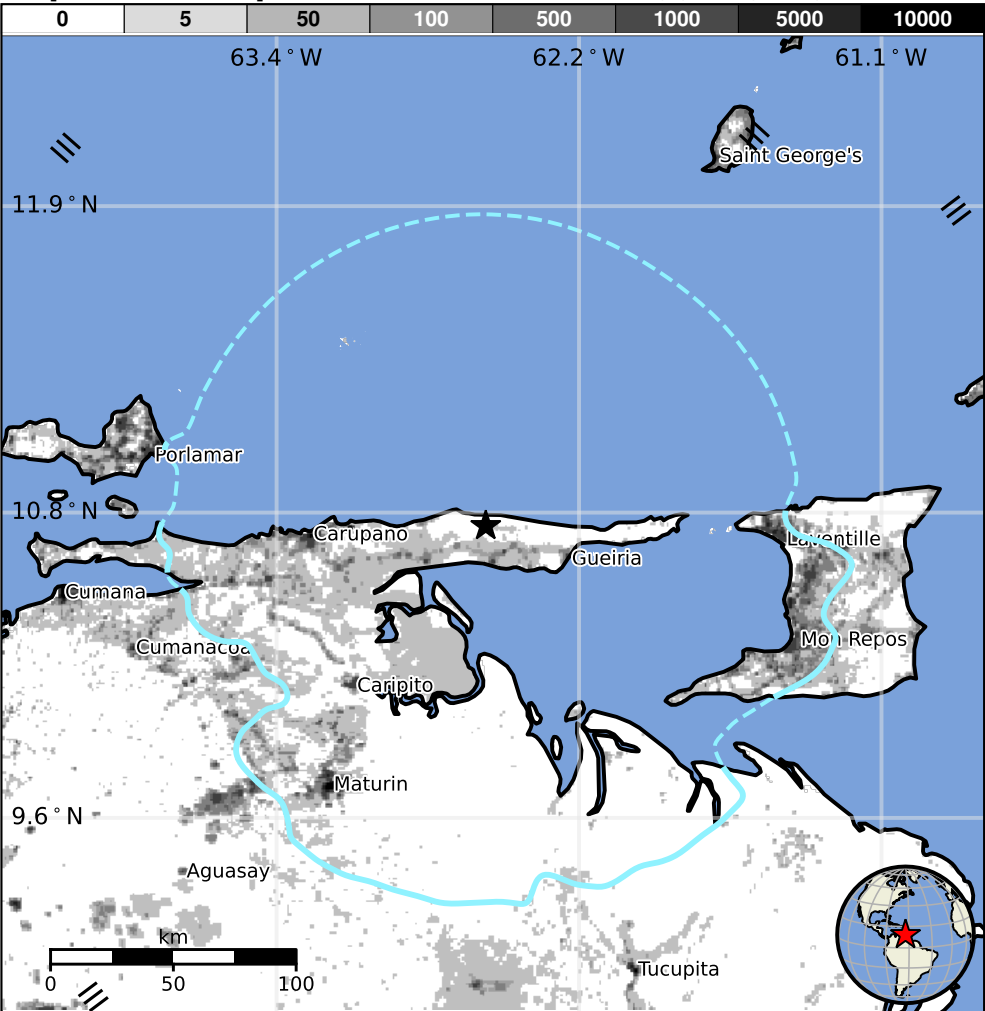 0 5 50 100 500 1000 5000 10000
63.4°W 62.2°W 61.1°W
Saint George's
11.9°N
Porlamar
10.8°N
Carupano
Laventille
Gueiria
Cumana
Mon Repos
Cumanacoa
Caripito
Maturin
9.6°N
Aguasay
km
Tucupita
0 50 100